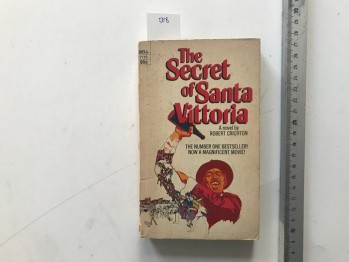 The
Secret
of Santa
Vittoria
A novel by
ROBERT CRICHTON
THE NUMBER ONE BESTSELLER!
NOW A MAGNIFICENT MOVIE!